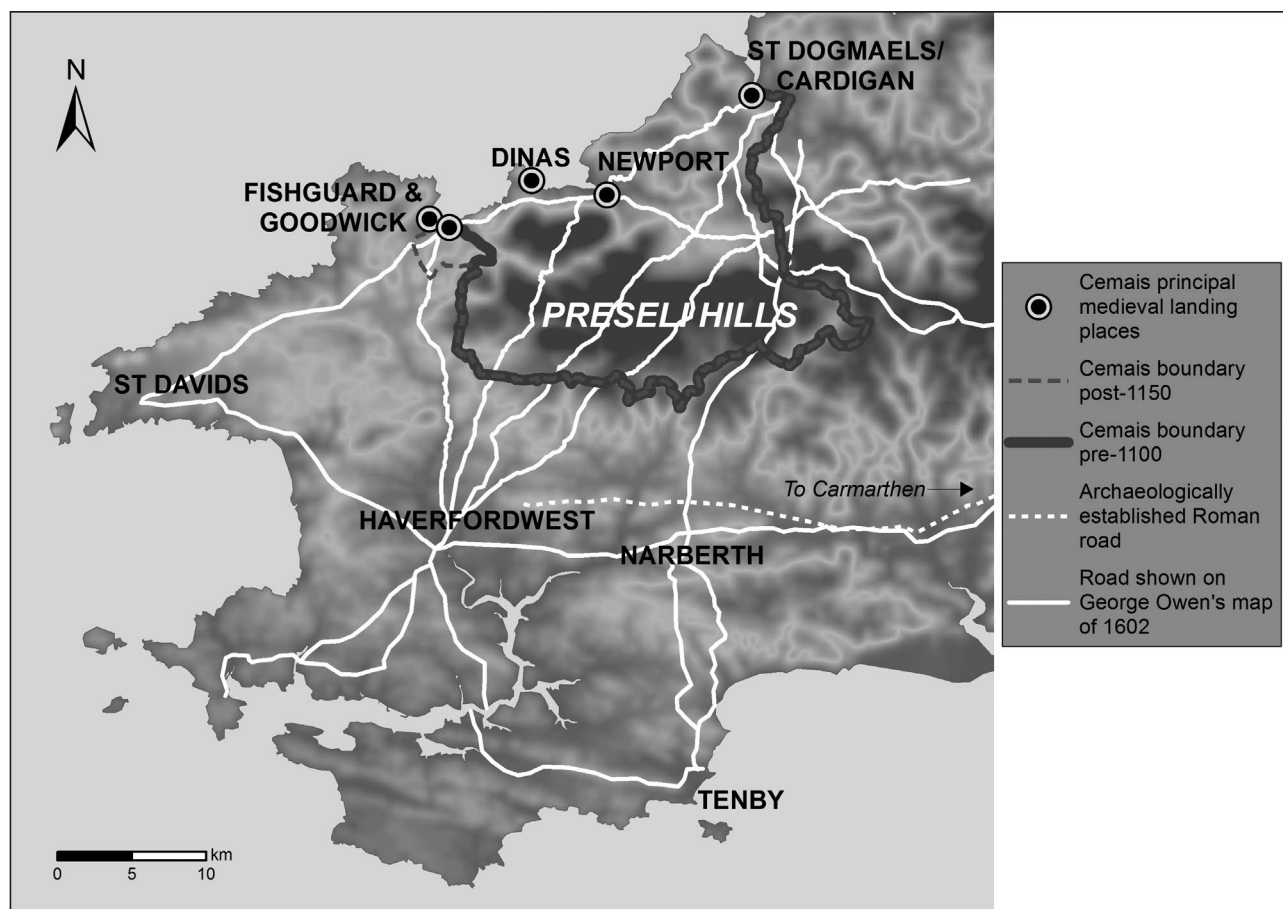 N
ST DOGMAELS/
CARDIGAN
DINAS
NEWPORT
FISHGUARD &
GOODWICK
PRESELI HILLS
ST DAVIDS
To Carmarthen
HAVERFORDWEST
NARBERTH
TENBY
km
0 5 10
Cemais principal
medieval landing
places
Cemais boundary
post-1150
Cemais boundary
pre-1100
Archaeologically
established Roman
road
Road shown on
George Owen's map
of 1602